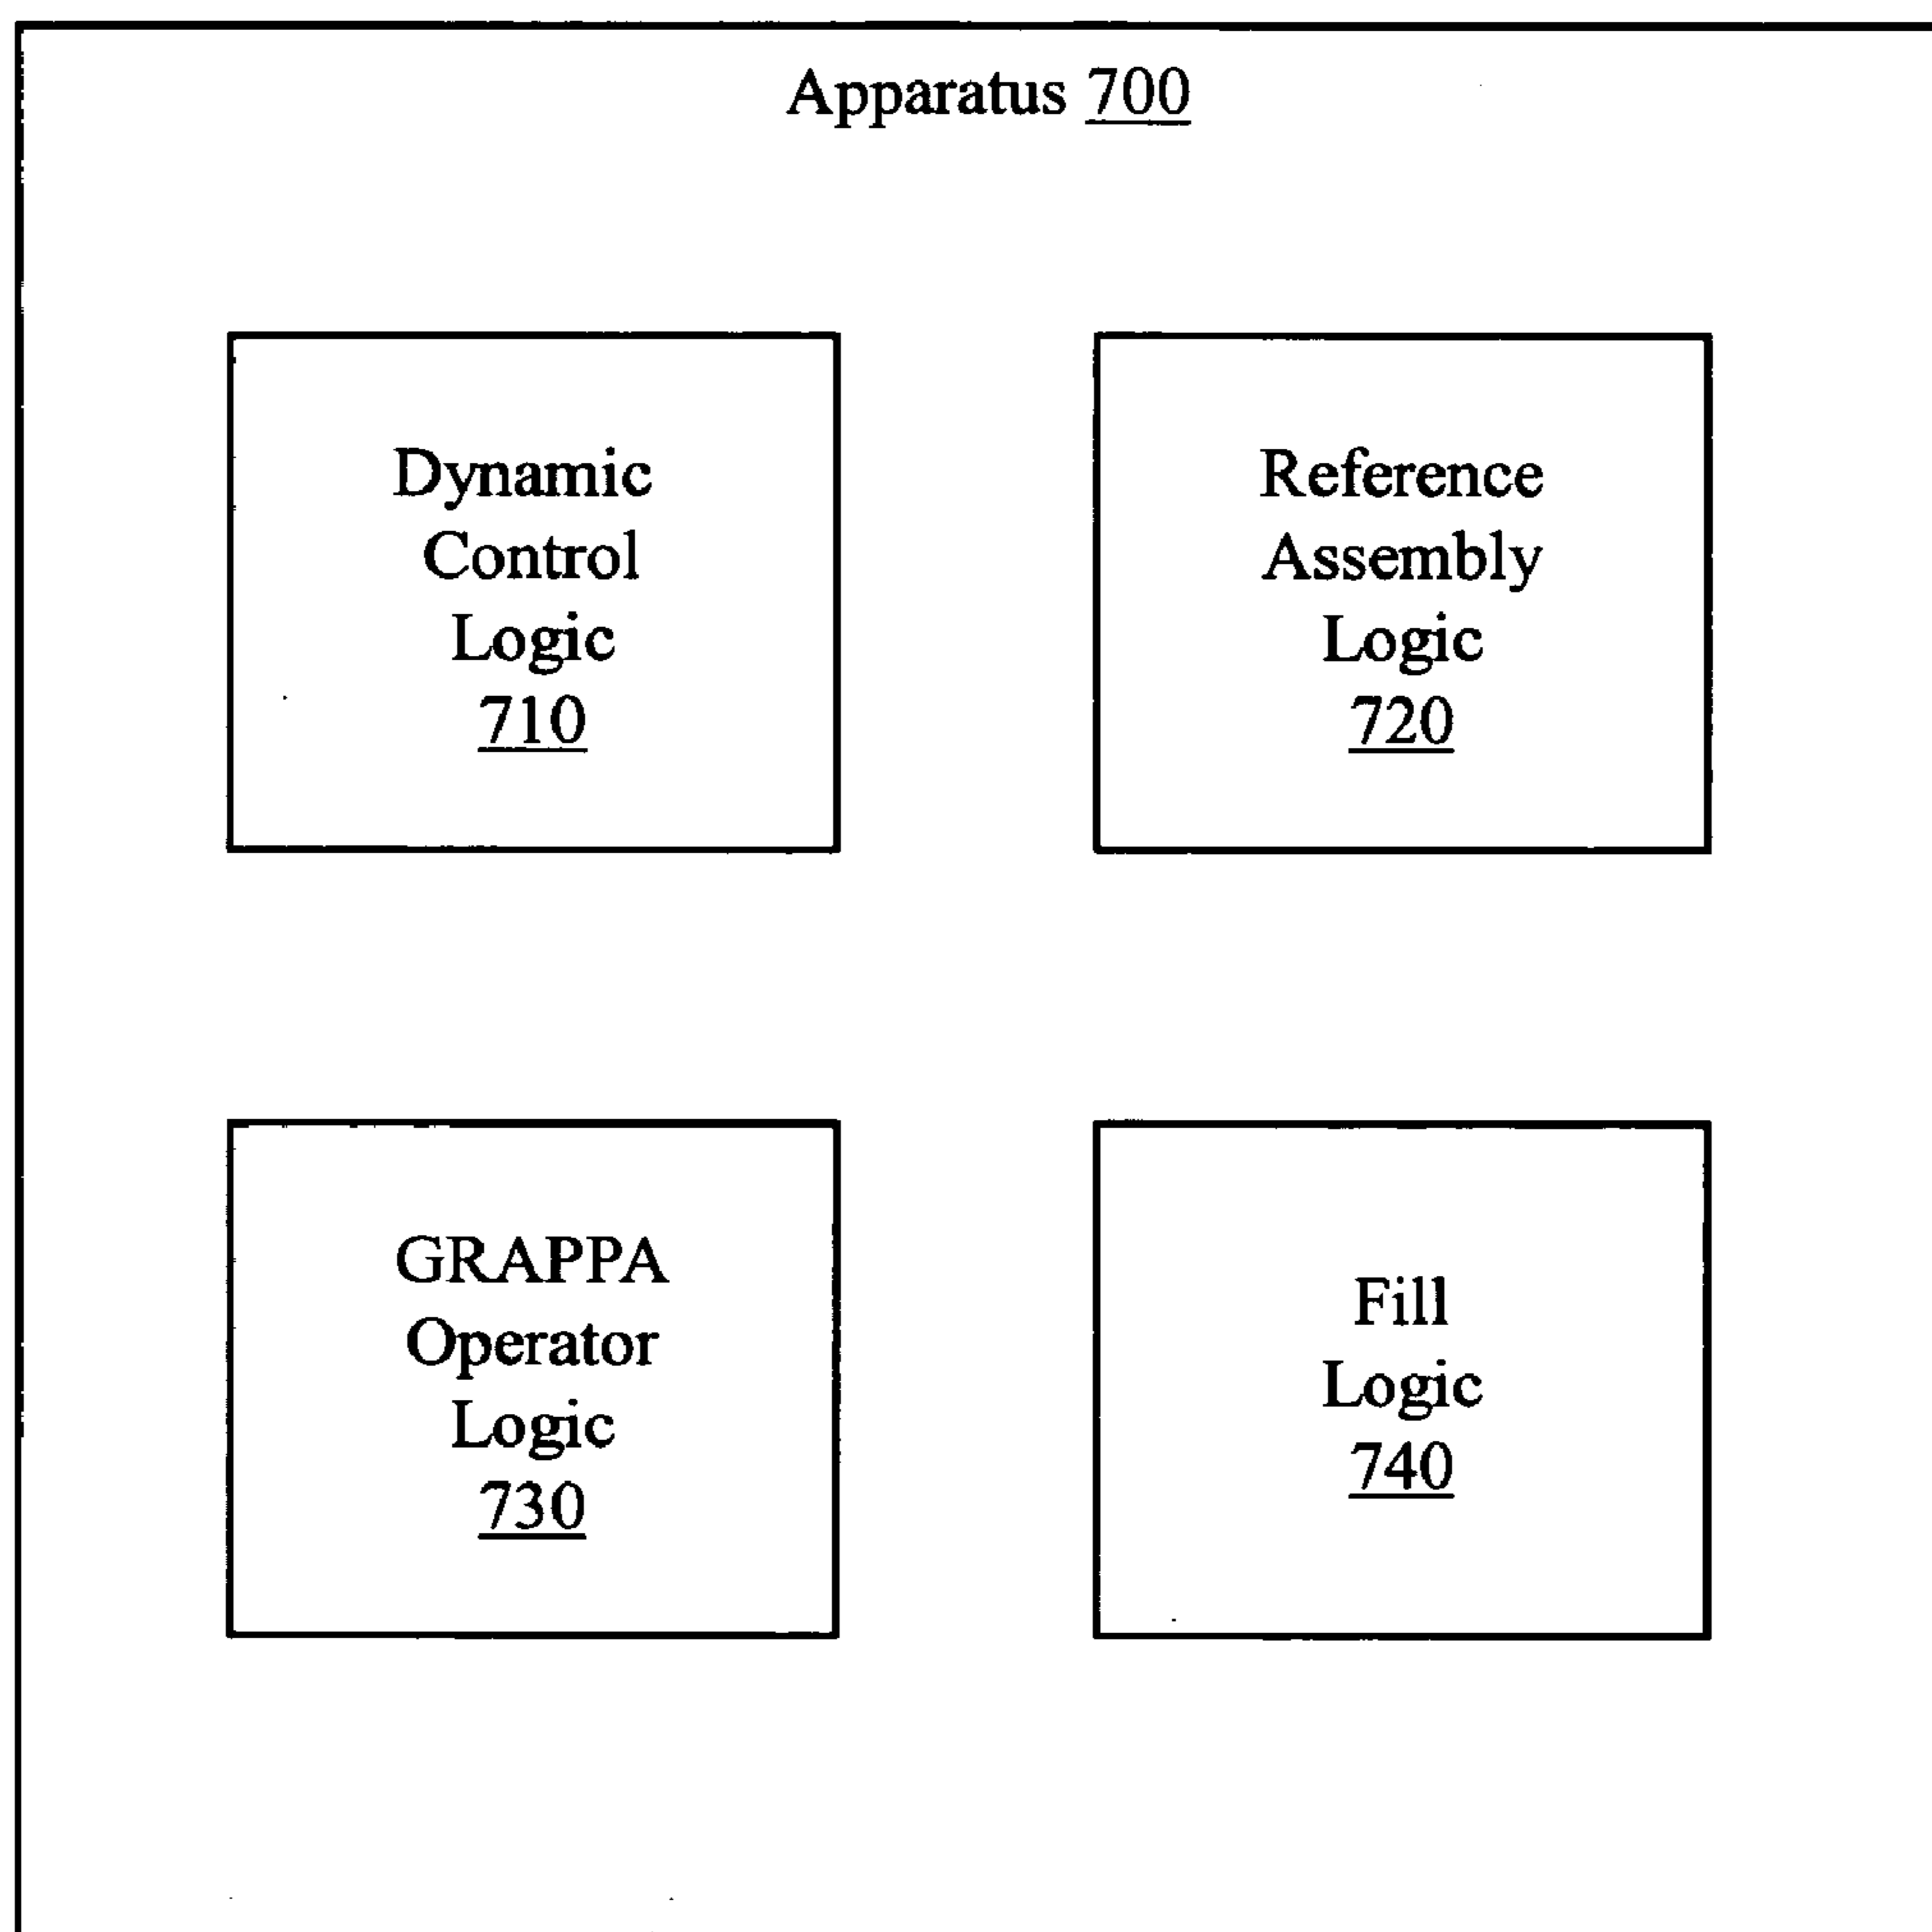 Apparatus 700
Dynamic
Control
Logic
710
Reference
Assembly
Logic
720
GRAPPA
Operator
Logic
730
Fill
Logic
740